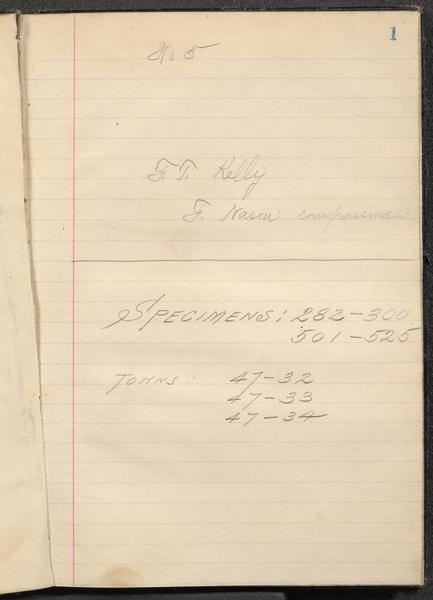 1
No 5
F. T. Kelly
F. Nason compassman
SPECIMENS: 282-300
501-525
TOWNS: 47-32
47-33
47-34